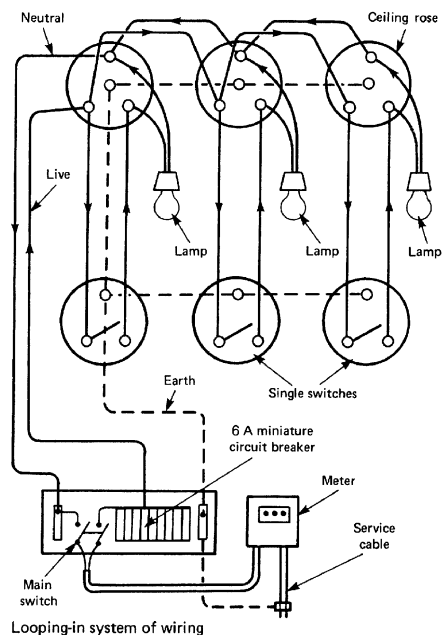 Neutral
Ceiling rose
Live
Lamp
Lamp
Lamp
Single switches
Earth
6 A miniature
circuit breaker
Meter
Service
cable
Main
switch
Looping-in system of wiring